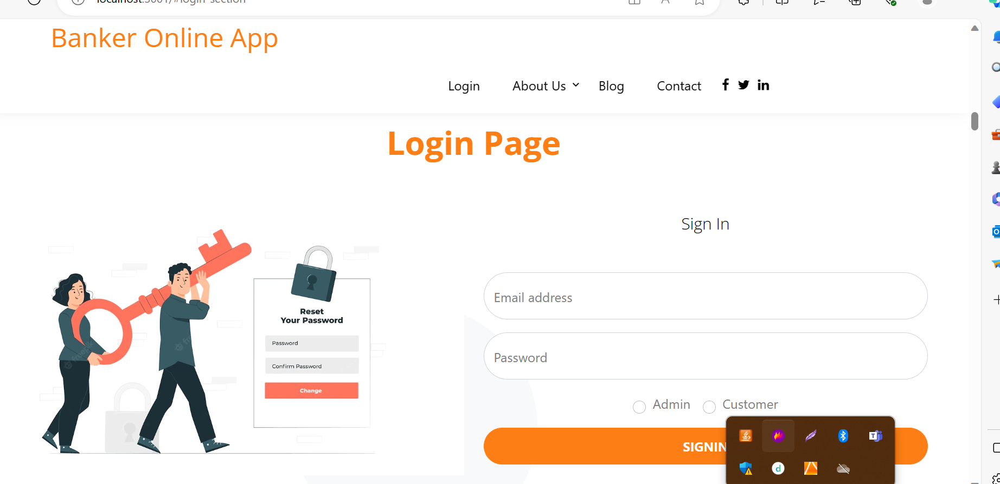 localhost:3001/#login-section
Banker Online App
Login
About Us
Blog
Contact
Login Page
Sign In
Reset
Your Password
Password
Confirm Password
Change
Email address
Password
Admin
Customer
SIGNIN